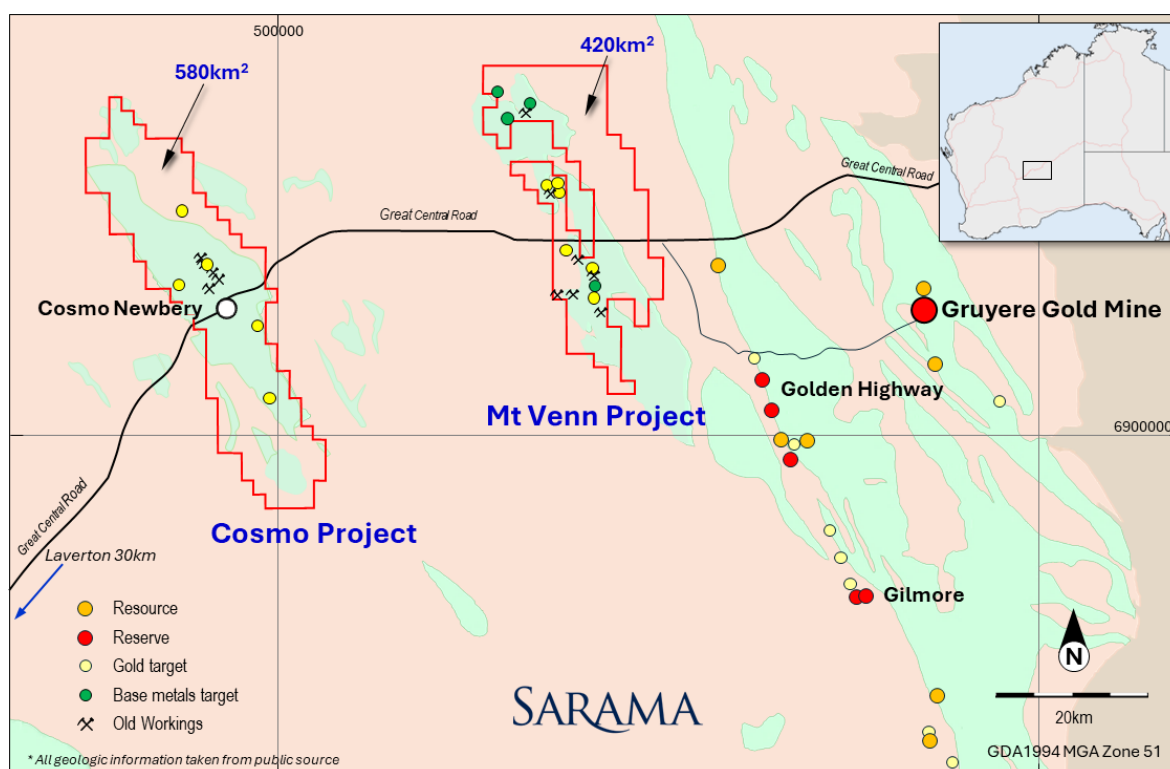 500000
580km²
420km²
Great Central Road
Great Central Road
Cosmo Newbery
Gruyere Gold Mine
Golden Highway
Mt Venn Project
6900000
Cosmo Project
Great Central Road
Laverton 30km
Gilmore
Resource
Reserve
Gold target
Base metals target
Old Workings
N
SARAMA
20km
GDA1994 MGA Zone 51
* All geologic information taken from public source